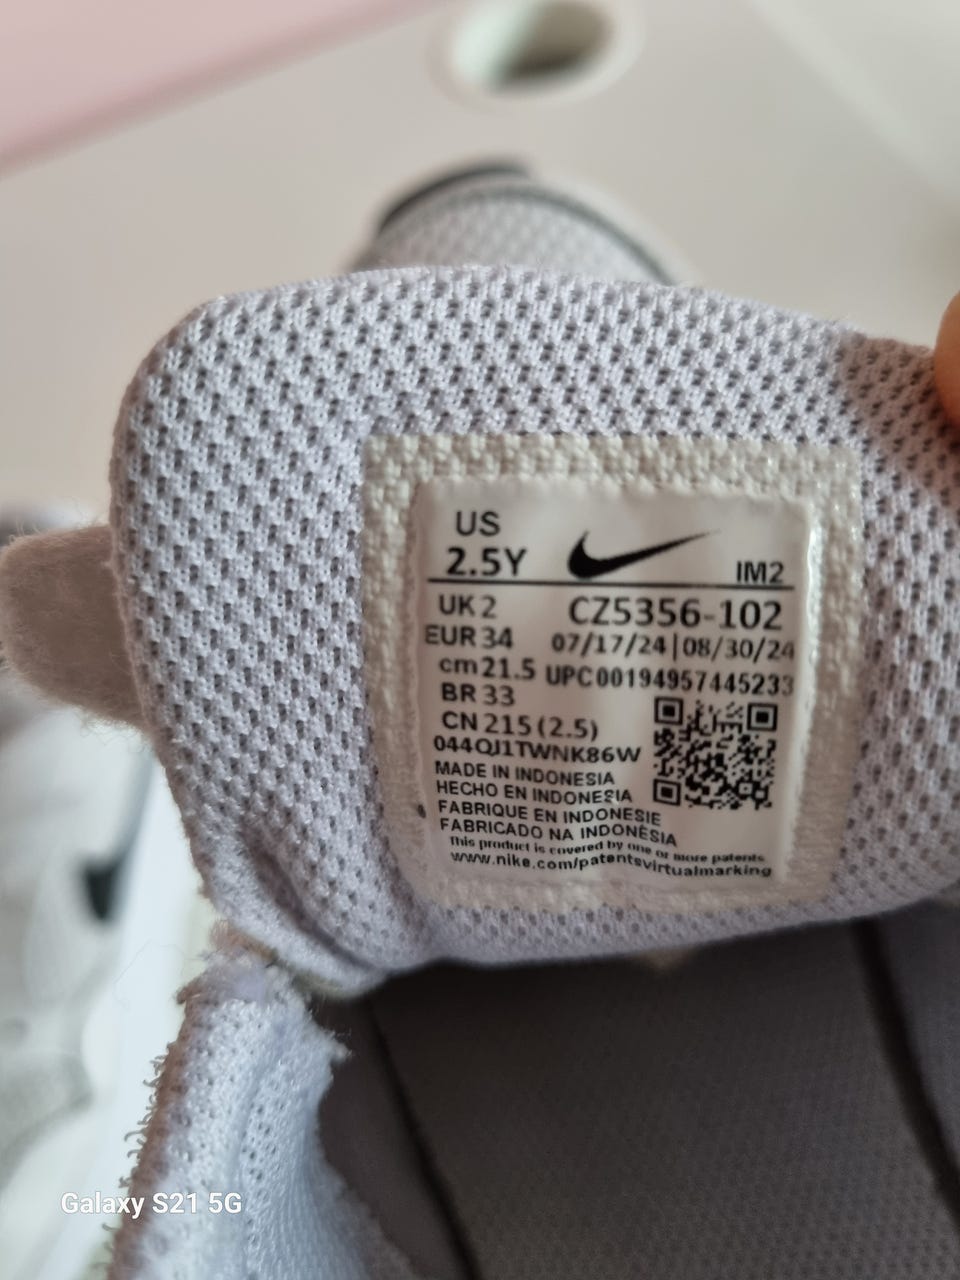 US
2.5Y
IM2
UK 2
CZ5356-102
EUR 34
07/17/24|08/30/24
cm 21.5
UPC00194957445233
BR 33
CN 215 (2.5)
044QJ1TWNK86W
MADE IN INDONESIA
HECHO EN INDONESIA
FABRIQUE EN INDONESIE
FABRICADO NA INDONÉSIA
This product is covered by one or more patents
www.nike.com/patentsvirtualmarking
Galaxy S21 5G